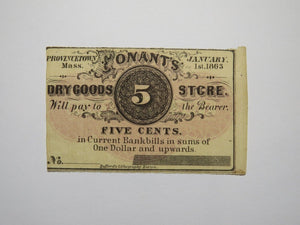 PROVINCETOWN CONANT'S JANUARY
Mass. 1st. 1863
DRY GOODS 5 STORE.
Will pay to the Bearer,
FIVE CENTS.
in Current Bankbills in sums of
One Dollar and upwards.
No.